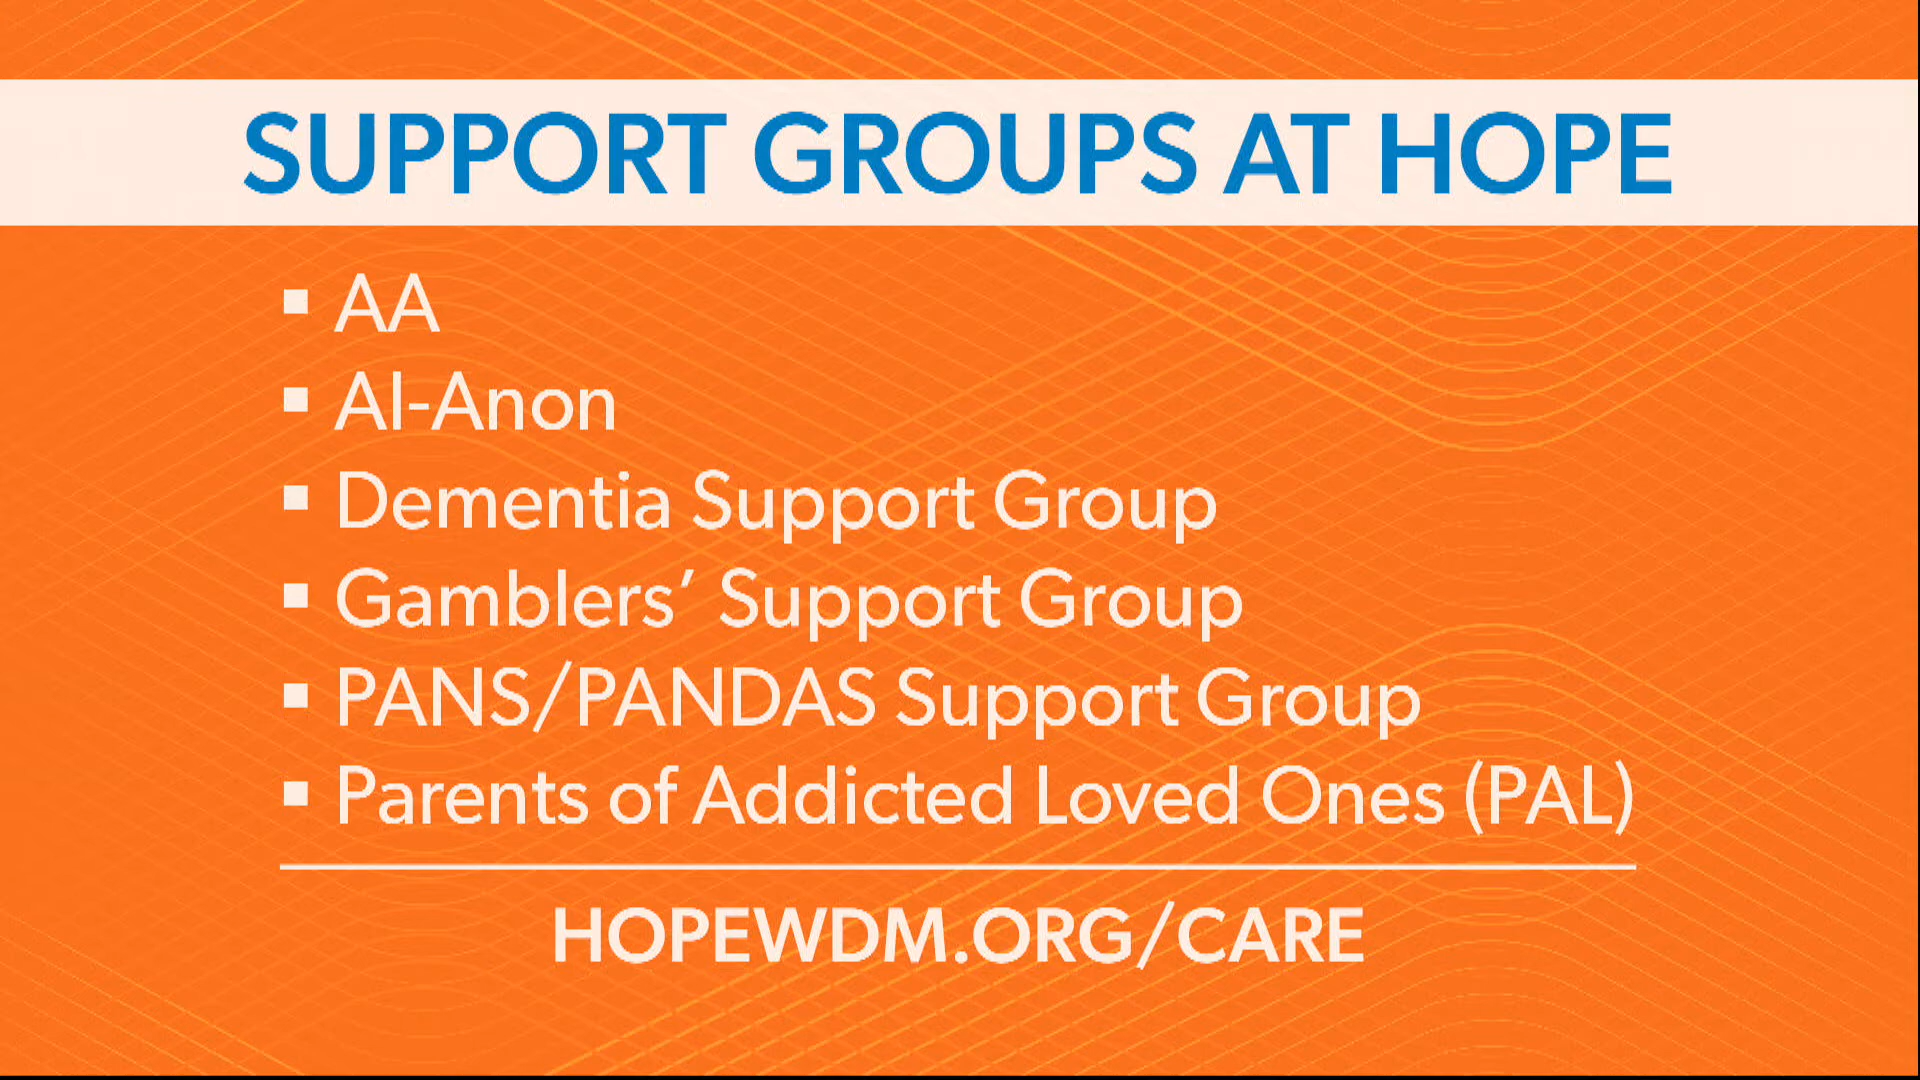 SUPPORT GROUPS AT HOPE
▪ AA
▪ Al-Anon
▪ Dementia Support Group
▪ Gamblers’ Support Group
▪ PANS/PANDAS Support Group
▪ Parents of Addicted Loved Ones (PAL)
HOPEWDM.ORG/CARE